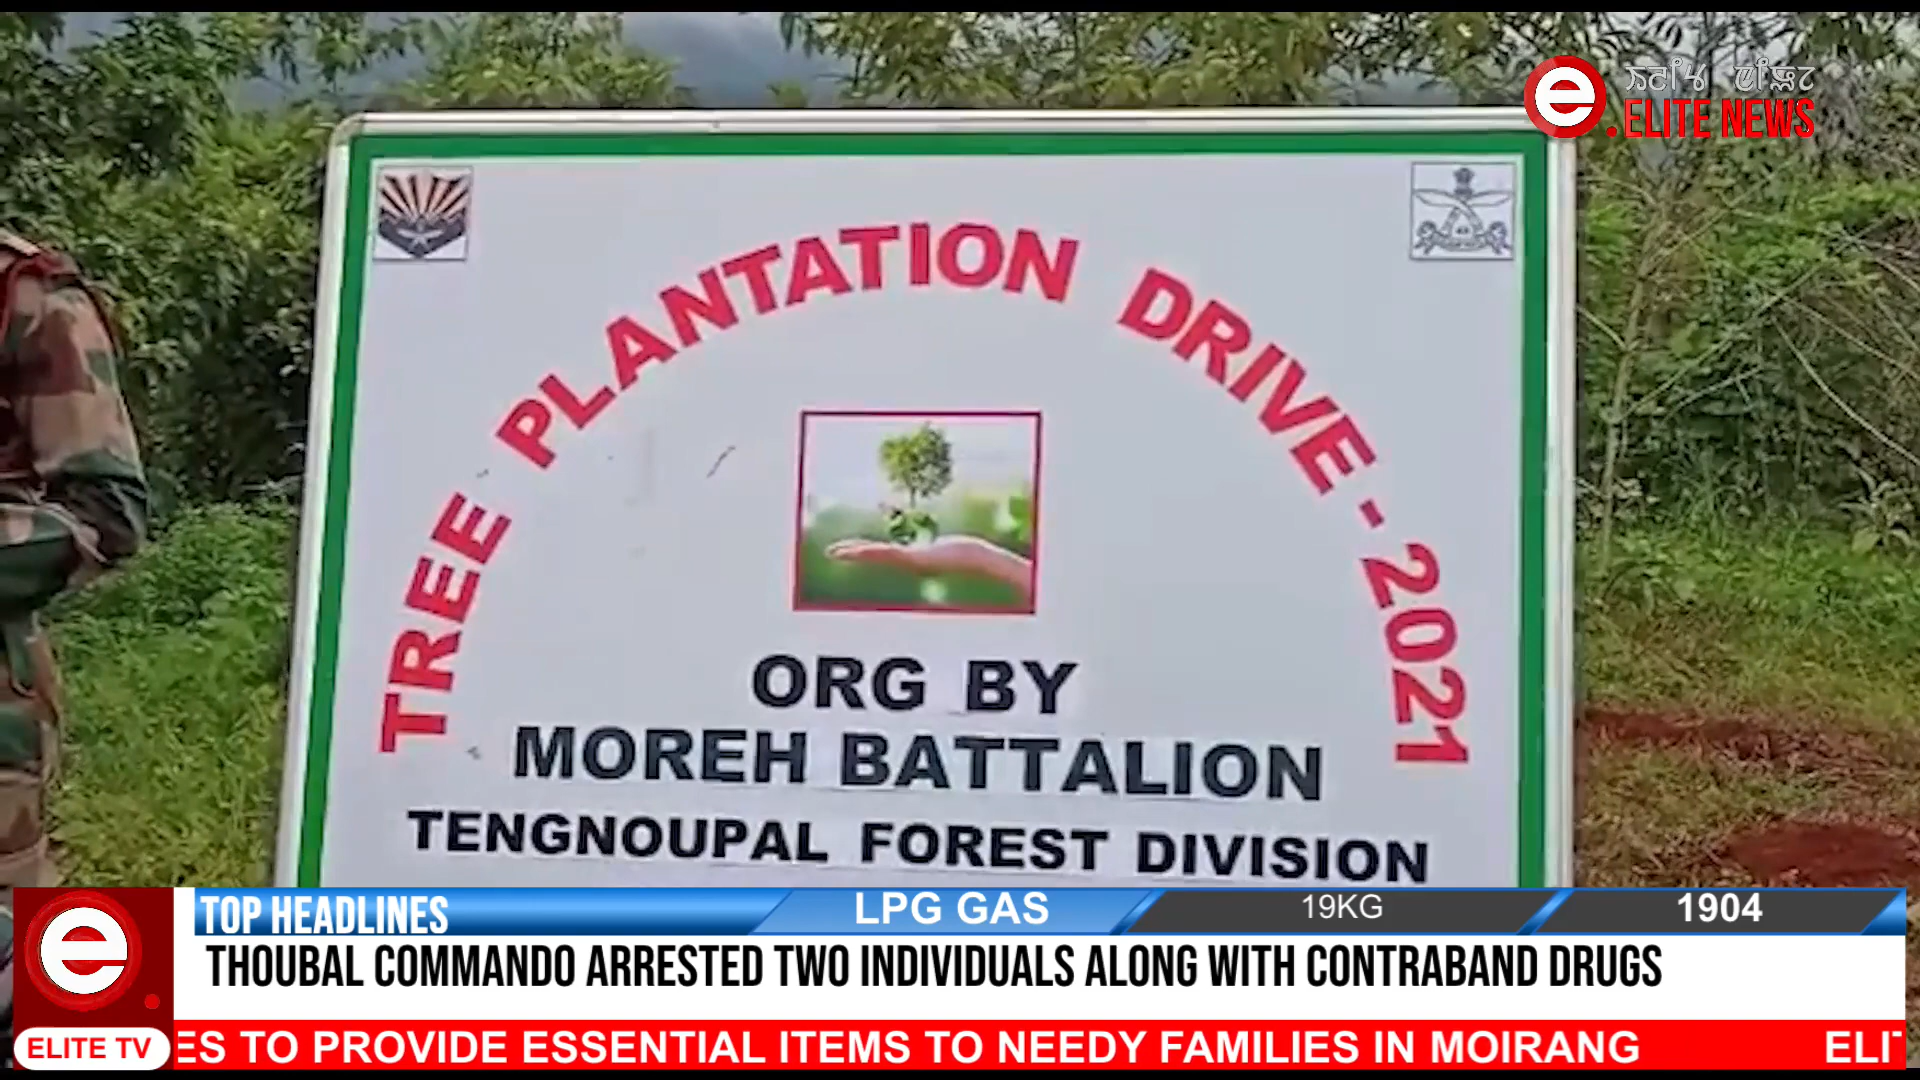 ꯏꯂꯤꯠ ꯅꯤꯎꯖ
ELITE NEWS
TREE PLANTATION DRIVE-2021
ORG BY
MOREH BATTALION
TENGNOUPAL FOREST DIVISION
TOP HEADLINES
LPG GAS
19KG
1904
THOUBAL COMMANDO ARRESTED TWO INDIVIDUALS ALONG WITH CONTRABAND DRUGS
ELITE TV
ES TO PROVIDE ESSENTIAL ITEMS TO NEEDY FAMILIES IN MOIRANG
ELI